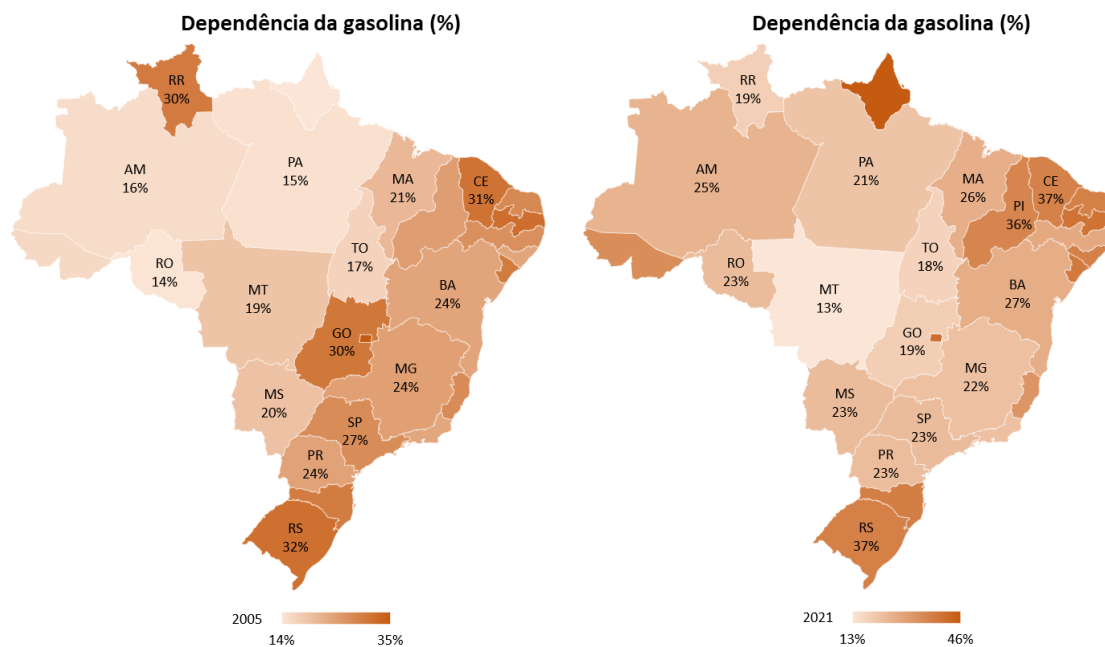 Dependência da gasolina (%)
RR
30%
AM
16%
PA
15%
MA
21%
CE
31%
RO
14%
TO
17%
MT
19%
BA
24%
GO
30%
MG
24%
MS
20%
SP
27%
PR
24%
RS
32%
2005
14%
35%
Dependência da gasolina (%)
RR
19%
AM
25%
PA
21%
MA
26%
CE
37%
PI
36%
RO
23%
TO
18%
MT
13%
BA
27%
GO
19%
MG
22%
MS
23%
SP
23%
PR
23%
RS
37%
2021
13%
46%